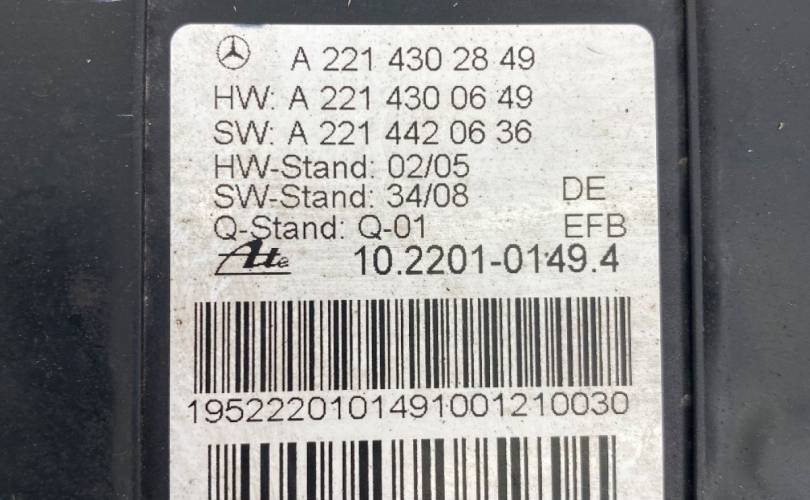 A 221 430 28 49
HW: A 221 430 06 49
SW: A 221 442 06 36
HW-Stand: 02/05
SW-Stand: 34/08 DE
Q-Stand: Q-01 EFB
Ate 10.2201-0149.4
1952220101491001210030